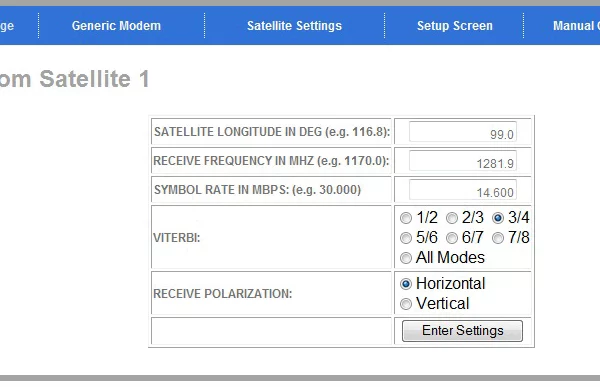 ge Generic Modem Satellite Settings Setup Screen Manual
om Satellite 1
SATELLITE LONGITUDE IN DEG (e.g. 116.8): 99.0
RECEIVE FREQUENCY IN MHZ (e.g. 1170.0): 1281.9
SYMBOL RATE IN MBPS: (e.g. 30.000) 14.600
VITERBI: 1/2 2/3 3/4
5/6 6/7 7/8
All Modes
RECEIVE POLARIZATION: Horizontal
Vertical
Enter Settings